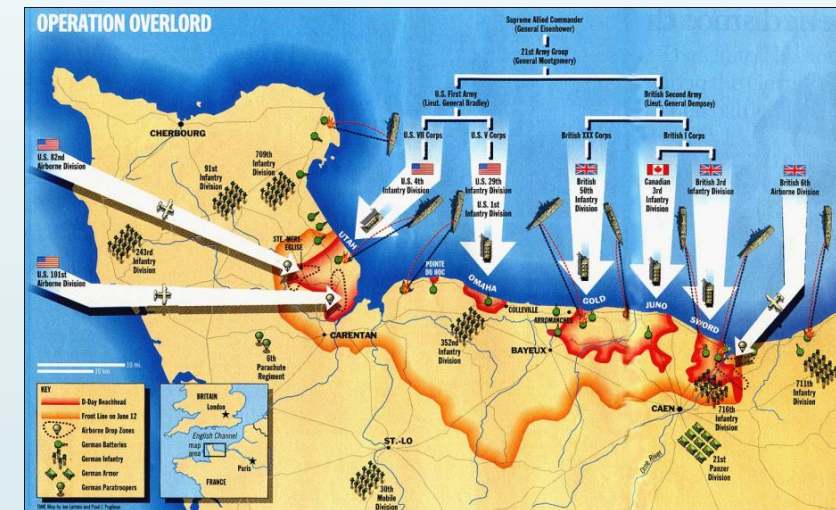 OPERATION OVERLORD
Supreme Allied Commander
(General Eisenhower)
21st Army Group
(General Montgomery)
U.S. First Army
(Lieut. General Bradley)
British Second Army
(Lieut. General Dempsey)
U.S. VII Corps
U.S. V Corps
British XXX Corps
British I Corps
U.S. 4th
Infantry Division
U.S. 29th
Infantry Division
U.S. 1st
Infantry Division
British
50th
Infantry
Division
Canadian
3rd
Infantry
Division
British 3rd
Infantry Division
British 6th
Airborne Division
U.S. 82nd
Airborne Division
U.S. 101st
Airborne Division
CHERBOURG
709th
Infantry
Division
91st
Infantry
Division
243rd
Infantry
Division
STE-MERE-
EGLISE
UTAH
POINTE
DU HOC
OMAHA
COLLEVILLE
GOLD
ARROMANCHES
JUNO
SWORD
CARENTAN
BAYEUX
352nd
Infantry
Division
6th
Parachute
Regiment
CAEN
716th
Infantry
Division
711th
Infantry
Division
21st
Panzer
Division
Orne River
ST.-LO
30th
Mobile
Division
10 mi.
10 km
KEY
D-Day Beachhead
Front Line on June 12
Airborne Drop Zones
German Batteries
German Infantry
German Armor
German Paratroopers
BRITAIN
London
English Channel
map
area
Paris
FRANCE